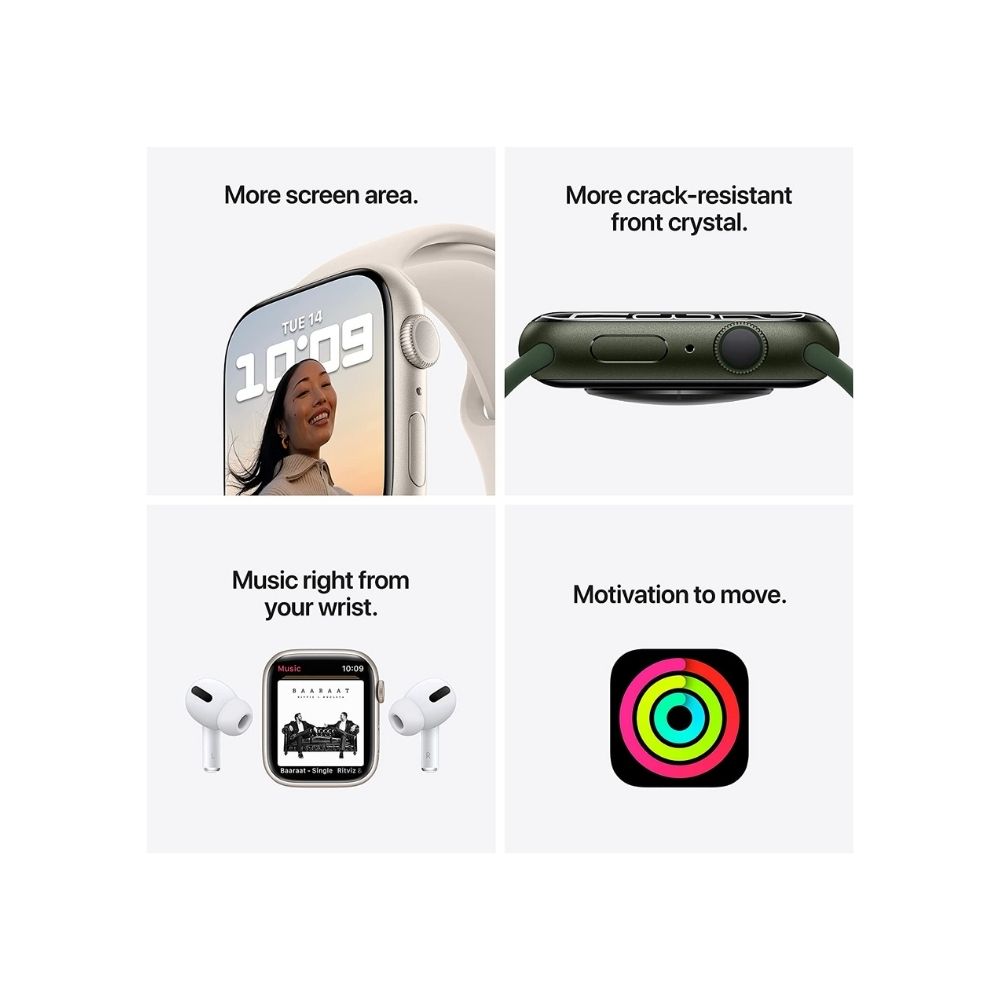 More screen area.
TUE 14
10:09
More crack-resistant
front crystal.
Music right from
your wrist.
Music 10:09
BAARAAT
Baaraat - Single Ritviz &
L
R
Motivation to move.